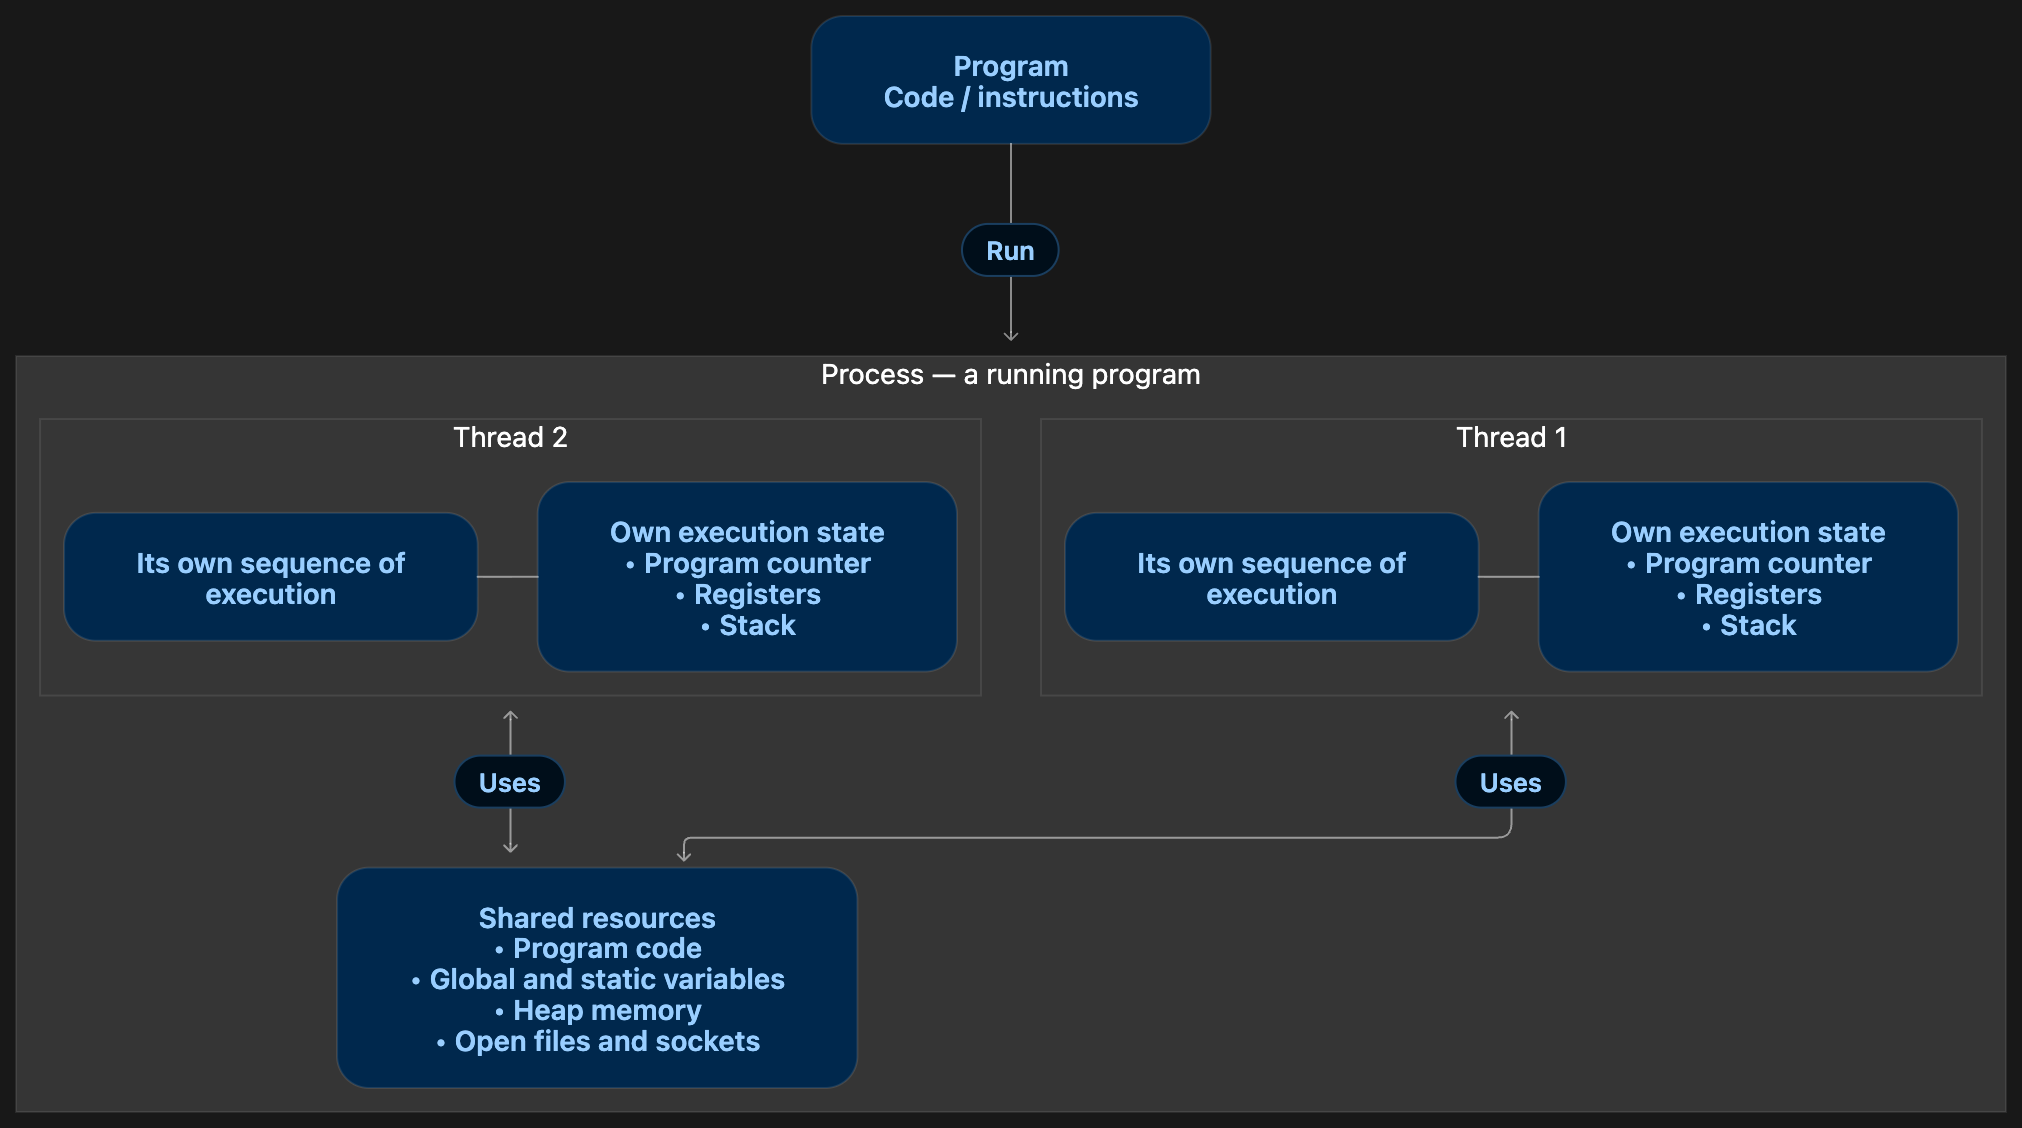 Program
Code / instructions
Run
Process — a running program
Thread 2
Its own sequence of
execution
Own execution state
• Program counter
• Registers
• Stack
Thread 1
Its own sequence of
execution
Own execution state
• Program counter
• Registers
• Stack
Uses
Uses
Shared resources
• Program code
• Global and static variables
• Heap memory
• Open files and sockets